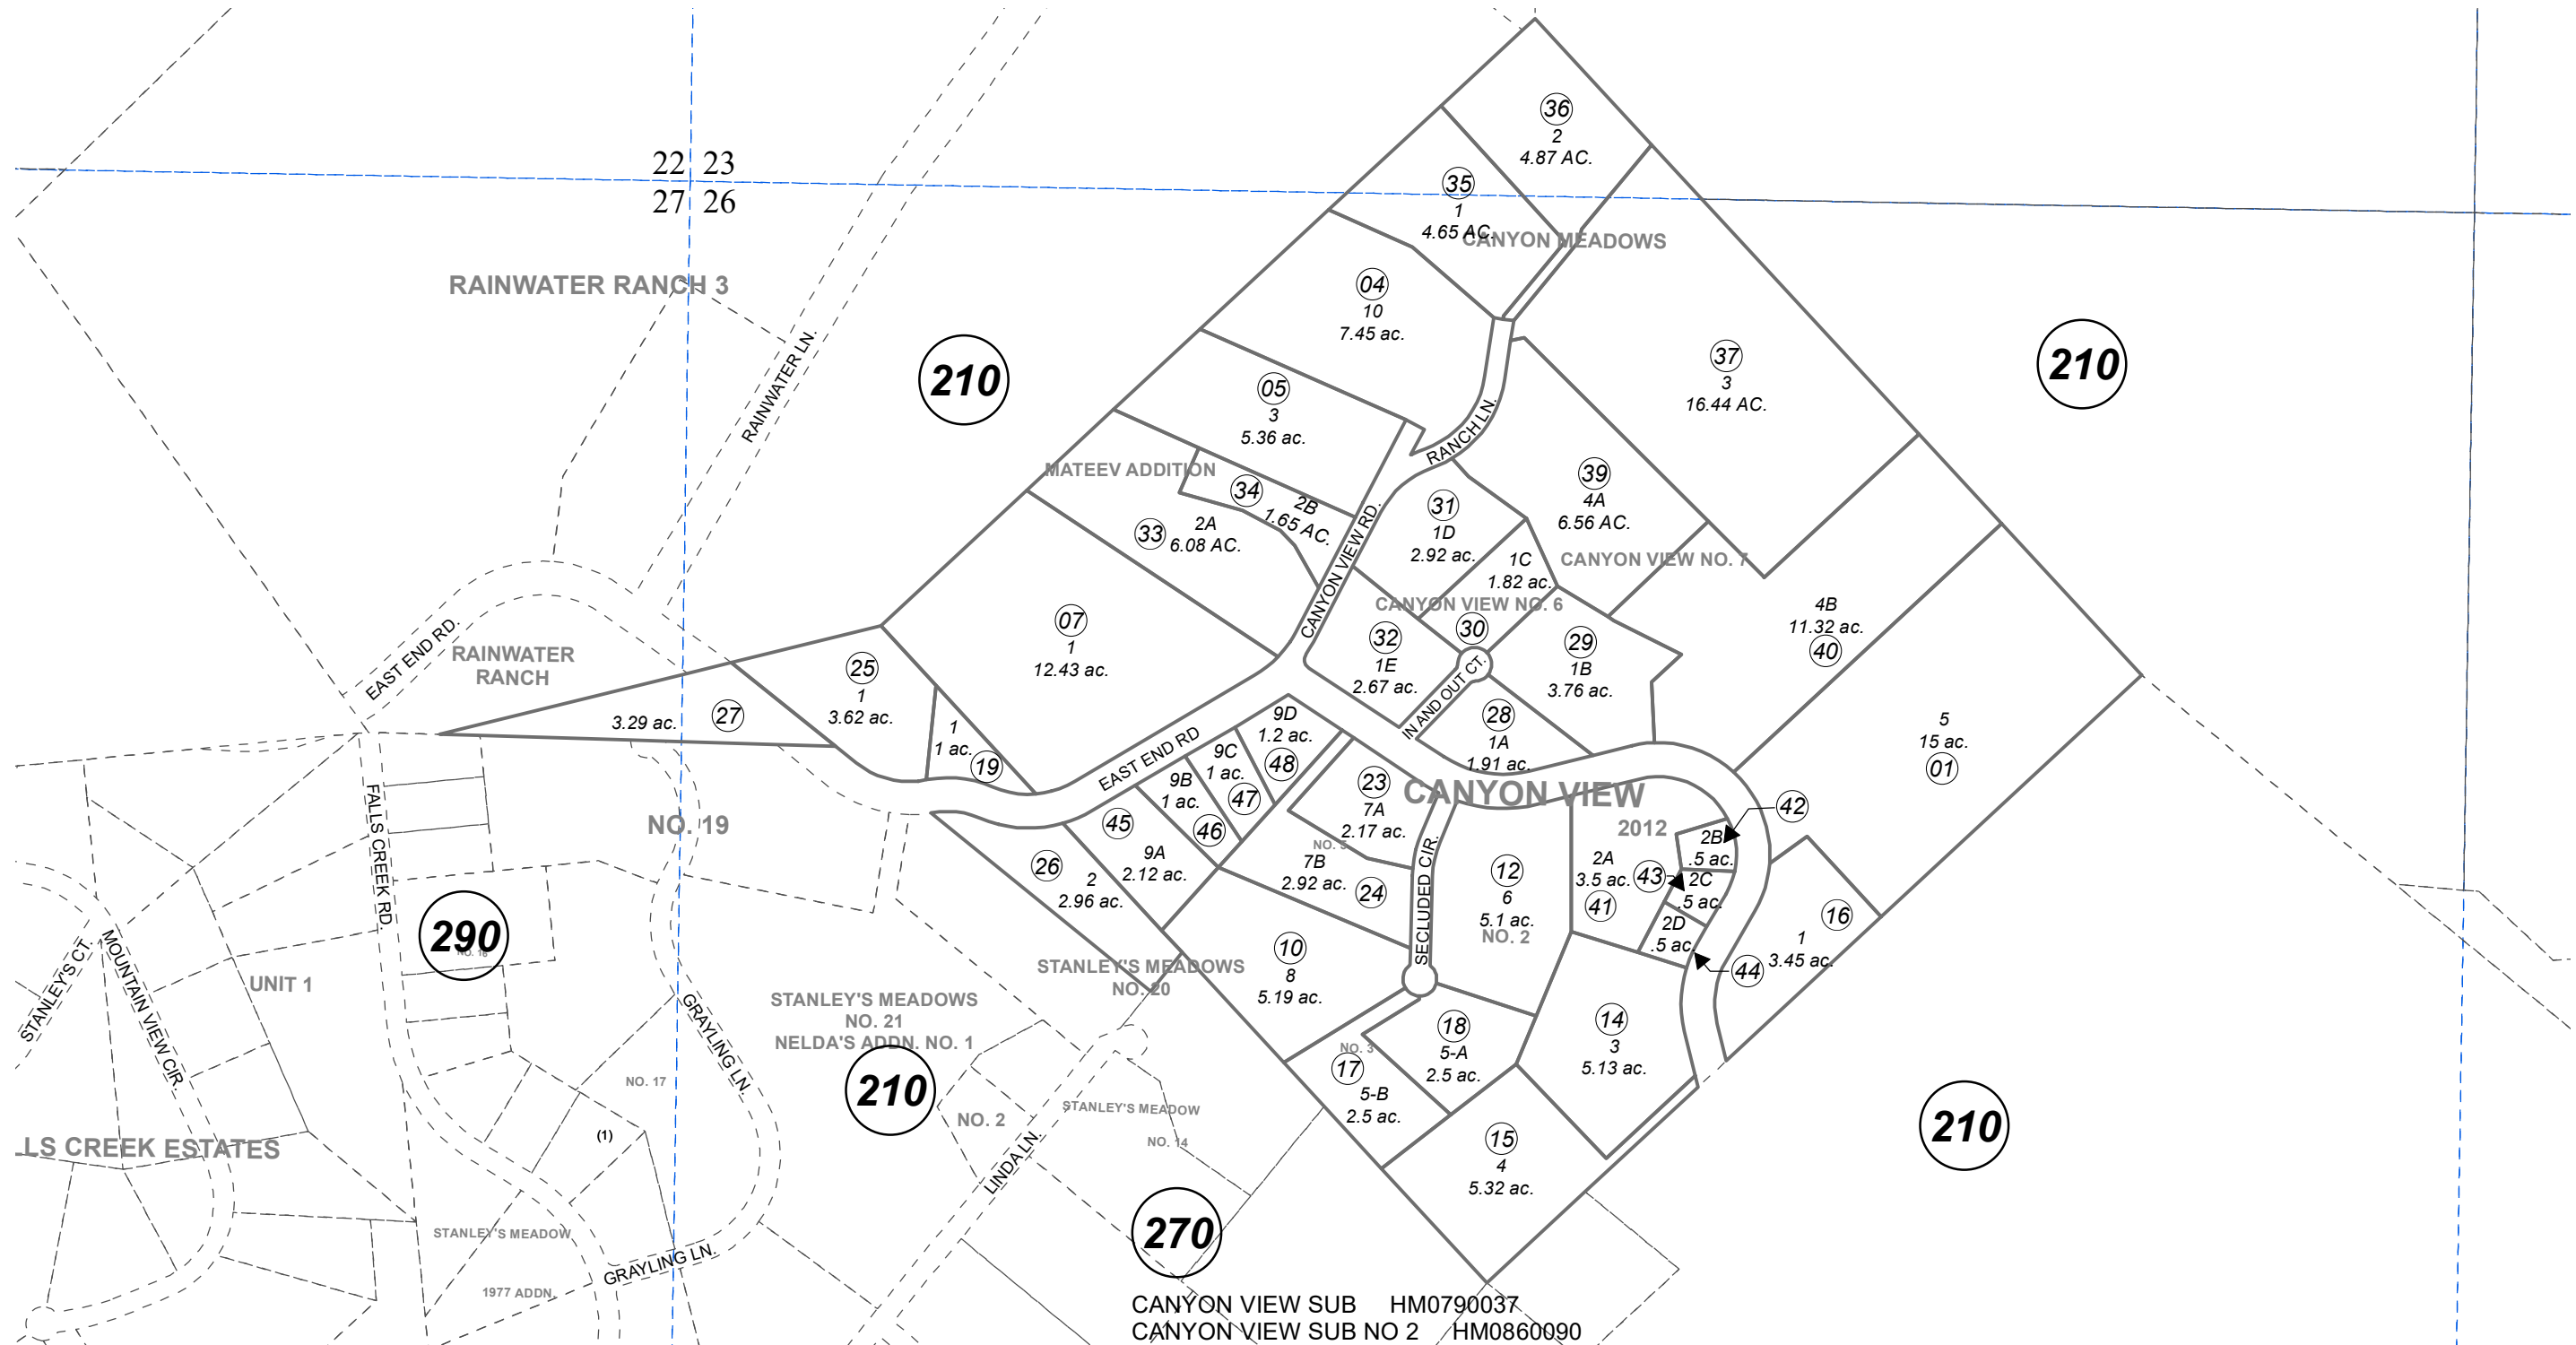 36
2
4.87 AC.
22 23
27 26
35
1
4.65 AC.
CANYON MEADOWS
RAINWATER RANCH 3
04
10
7.45 ac.
RAINWATER LN.
210
210
37
3
16.44 AC.
05
3
5.36 ac.
RANCH LN.
MATEEV ADDITION
34
2B
1.65 AC.
33
2A
6.08 AC.
31
1D
2.92 ac.
39
4A
6.56 AC.
CANYON VIEW RD.
1C
1.82 ac.
CANYON VIEW NO. 7
CANYON VIEW NO. 6
30
07
1
12.43 ac.
32
1E
2.67 ac.
29
1B
3.76 ac.
4B
11.32 ac.
40
EAST END RD.
RAINWATER
RANCH
25
1
3.62 ac.
3.29 ac.
27
1
1 ac.
19
IN AND OUT CT.
28
1A
1.91 ac.
5
15 ac.
01
EAST END RD
9D
1.2 ac.
48
9C
1 ac.
47
9B
1 ac.
46
23
7A
2.17 ac.
CANYON VIEW
2012
42
2B
.5 ac.
FALLS CREEK RD.
NO. 19
45
9A
2.12 ac.
26
2
2.96 ac.
NO. 5
7B
2.92 ac.
24
SECLUDED CIR.
12
6
5.1 ac.
NO. 2
2A
3.5 ac.
41
43
2C
.5 ac.
2D
.5 ac.
44
16
1
3.45 ac.
290
NO. 18
STANLEY'S CT.
MOUNTAIN VIEW CIR.
UNIT 1
10
8
5.19 ac.
STANLEY'S MEADOWS
NO. 20
STANLEY'S MEADOWS
NO. 21
NELDA'S ADDN. NO. 1
GRAYLING LN.
210
18
5-A
2.5 ac.
NO. 3
17
5-B
2.5 ac.
14
3
5.13 ac.
NO. 17
(1)
NO. 2
STANLEY'S MEADOW
NO. 14
LINDA LN.
LS CREEK ESTATES
15
4
5.32 ac.
210
270
STANLEY'S MEADOW
1977 ADDN.
GRAYLING LN.
CANYON VIEW SUB HM0790037
CANYON VIEW SUB NO 2 HM0860090